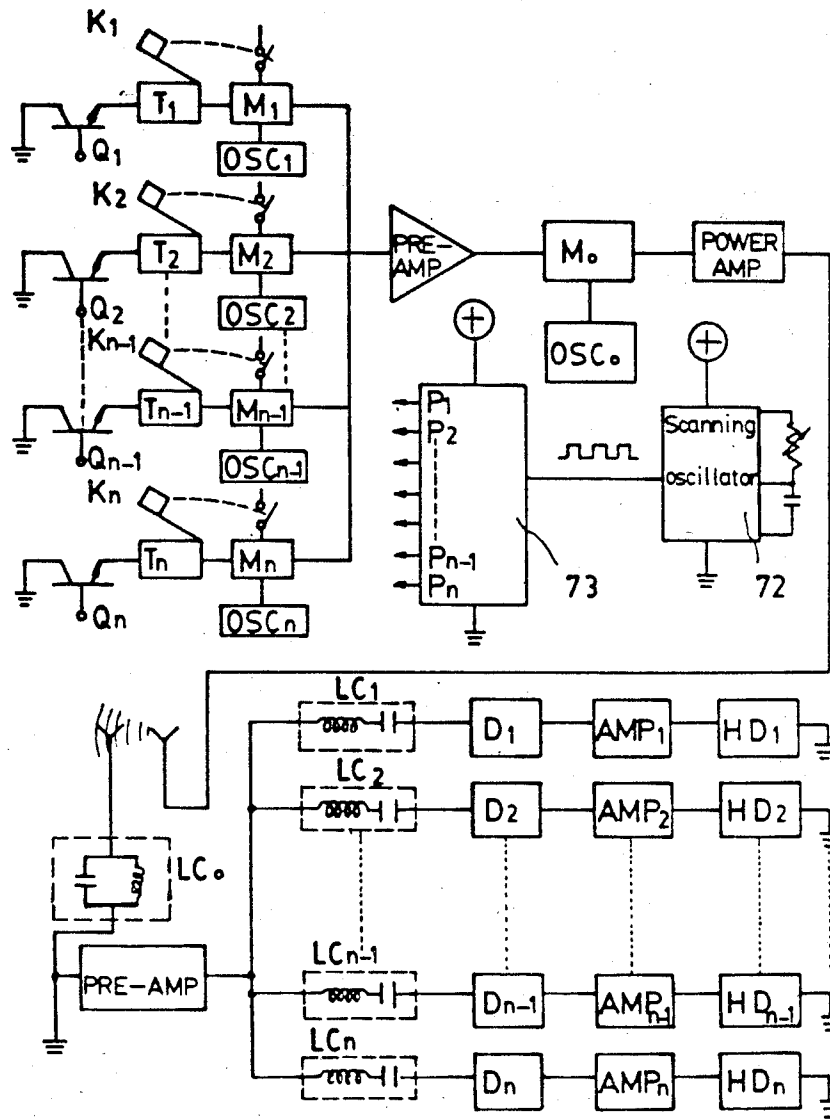 K1
T1
M1
Q1
OSC1
K2
T2
M2
Q2
OSC2
PRE-
AMP
Mo
POWER
AMP
OSCo
Kn-1
Tn-1
Mn-1
Qn-1
OSCn-1
Kn
Tn
Mn
Qn
OSCn
+
P1
P2
Pn-1
Pn
73
+
Scanning
oscillator
72
LC1
D1
AMP1
HD1
LC2
D2
AMP2
HD2
LCo
PRE-AMP
LCn-1
Dn-1
AMPn-1
HDn-1
LCn
Dn
AMPn
HDn